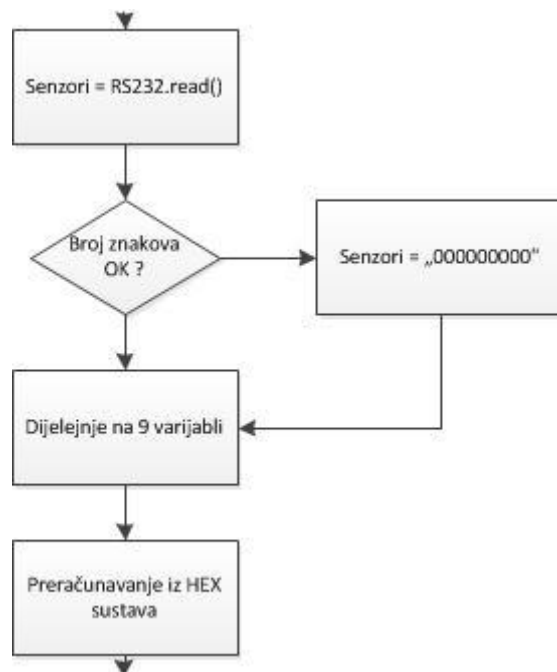 Senzori = RS232.read()
Broj znakova
OK ?
Senzori = „000000000“
Dijelejnje na 9 varijabli
Preračunavanje iz HEX
sustava